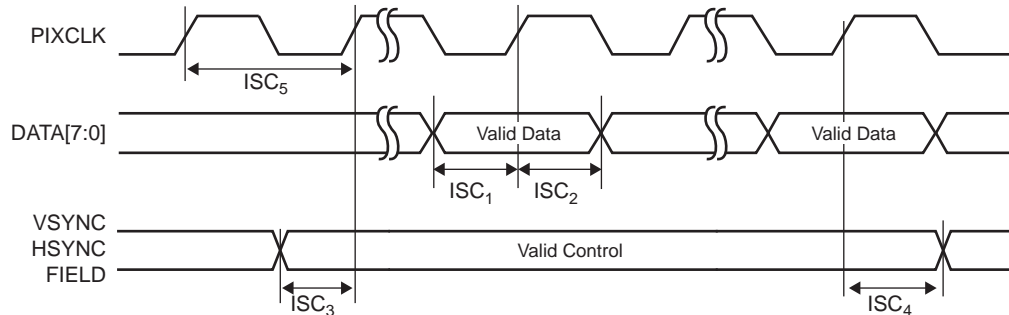 PIXCLK
ISC5
DATA[7:0]
Valid Data
Valid Data
ISC1
ISC2
VSYNC
HSYNC
FIELD
Valid Control
ISC3
ISC4